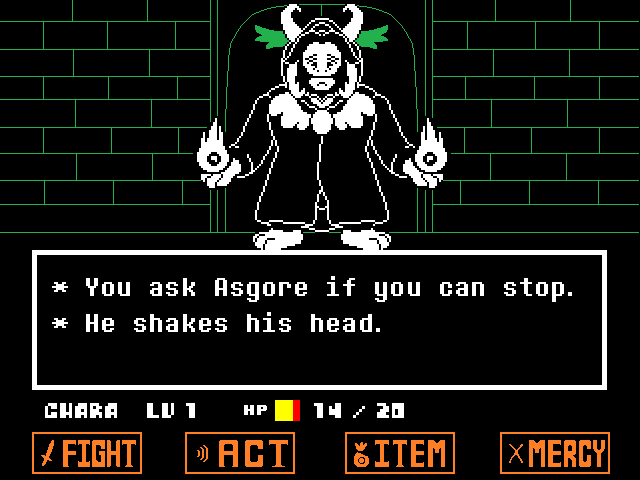 * You ask Asgore if you can stop.
* He shakes his head.
CHARA LV 1 HP 14 / 20
FIGHT ACT ITEM MERCY